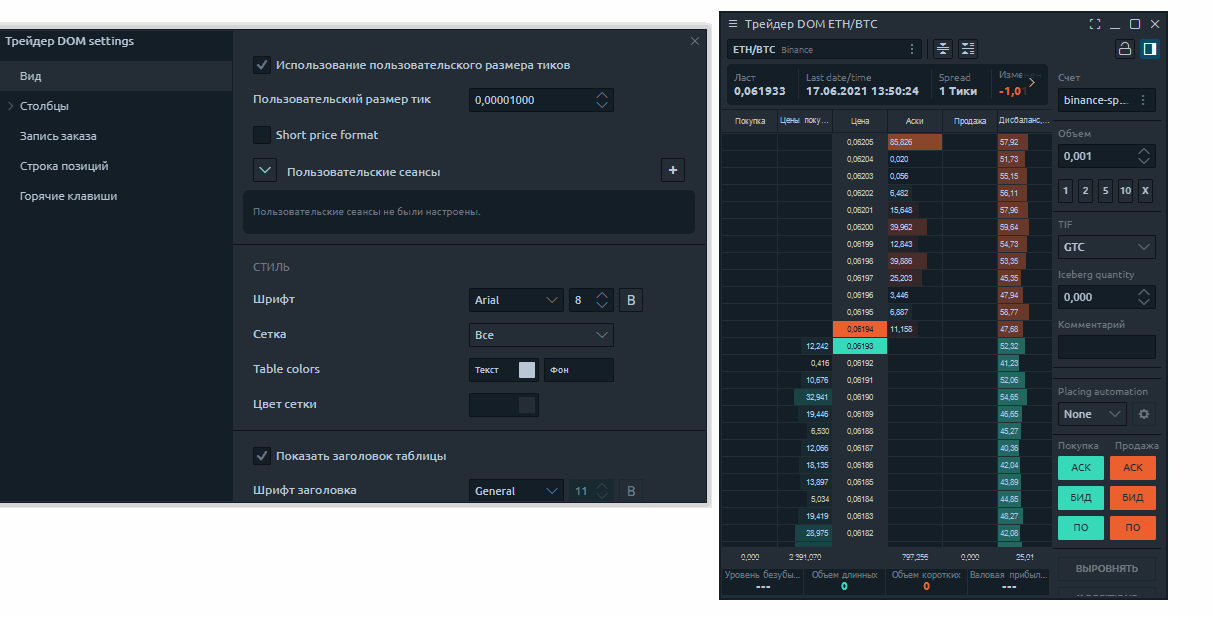 Трейдер DOM settings
Вид
Столбцы
Запись заказа
Строка позиций
Горячие клавиши
Использование пользовательского размера тиков
Пользовательский размер тик 0,00001000
Short price format
Пользовательские сеансы +
Пользовательские сеансы не были настроены.
СТИЛЬ
Шрифт Arial 8 B
Сетка Все
Table colors Текст Фон
Цвет сетки
Показать заголовок таблицы
Шрифт заголовка General 11 B
Трейдер DOM ETH/BTC
ETH/BTC Binance
Ласт Last date/time Spread
0,061933 17.06.2021 13:50:24 1 Тики -1,01
Покупка Цены поку... Цена Аски Продажа Дисбаланс,...
0,06205 85,826 57,92
0,06204 0,020 51,73
0,06203 0,056 55,15
0,06202 6,482 56,11
0,06201 15,648 57,96
0,06200 39,962 59,64
0,06199 12,843 54,73
0,06198 39,886 53,35
0,06197 25,203 45,35
0,06196 3,446 47,94
0,06195 6,887 58,77
0,06194 11,158 47,68
12,242 0,06193 52,32
0,416 0,06192 41,23
10,676 0,06191 52,06
32,941 0,06190 54,65
19,446 0,06189 46,65
6,530 0,06188 45,27
12,066 0,06187 40,36
18,135 0,06186 42,04
13,897 0,06185 43,89
5,034 0,06184 44,85
19,419 0,06183 48,27
28,975 0,06182 42,08
0,000 2 391,070 797,256 0,000 25,01
Уровень безубы... Объем длинных Объем коротких Валовая прибыл...
--- 0 0 ---
Счет
binance-sp...
Объем
0,001
1 2 5 10 X
TIF
GTC
Iceberg quantity
0,000
Комментарий
Placing automation
None
Покупка Продажа
АСК АСК
БИД БИД
ПО ПО
ВЫРОВНЯТЬ